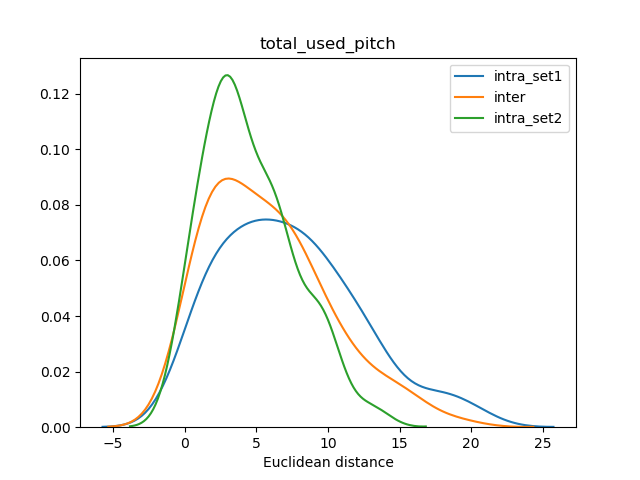 total_used_pitch
intra_set1
inter
intra_set2
0.12
0.10
0.08
0.06
0.04
0.02
0.00
−5
0
5
10
15
20
25
Euclidean distance